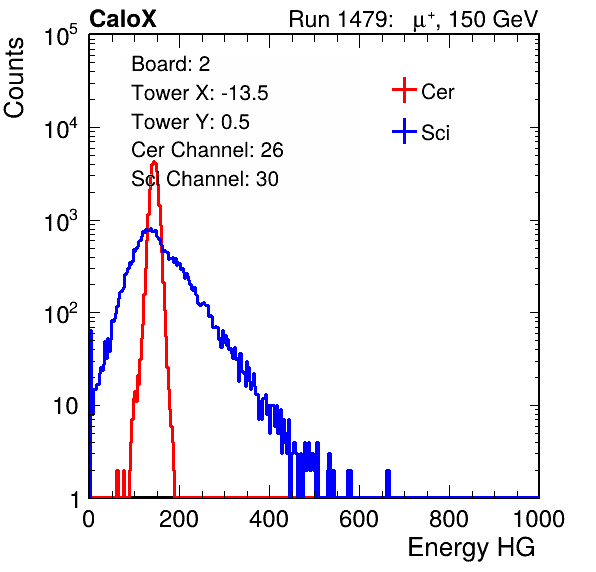 CaloX Run 1479: μ⁺, 150 GeV
Counts
10⁵
10⁴
10³
10²
10
1
Board: 2
Tower X: -13.5
Tower Y: 0.5
Cer Channel: 26
Sci Channel: 30
Cer
Sci
0 200 400 600 800 1000
Energy HG